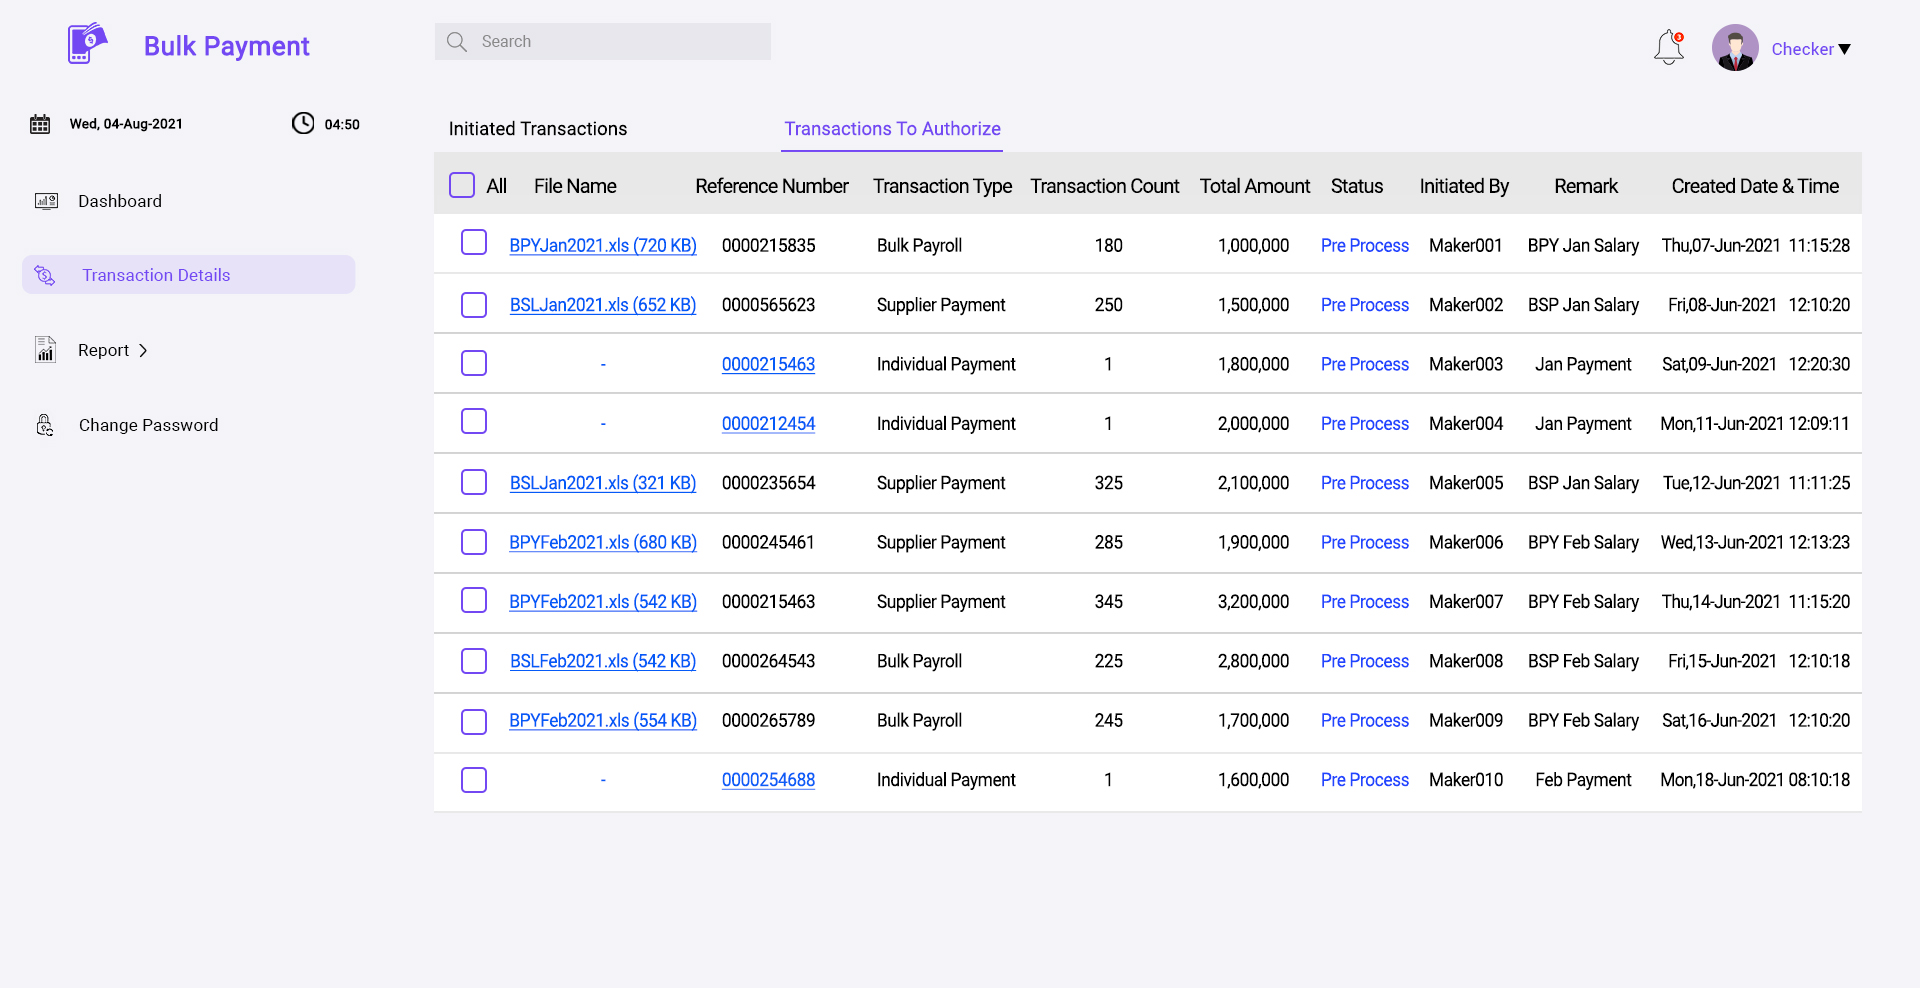 Bulk Payment
Search
3
Checker
Wed, 04-Aug-2021 04:50
Dashboard
Transaction Details
Report
Change Password
Initiated Transactions Transactions To Authorize
All File Name Reference Number Transaction Type Transaction Count Total Amount Status Initiated By Remark Created Date & Time
BPYJan2021.xls (720 KB) 0000215835 Bulk Payroll 180 1,000,000 Pre Process Maker001 BPY Jan Salary Thu,07-Jun-2021 11:15:28
BSLJan2021.xls (652 KB) 0000565623 Supplier Payment 250 1,500,000 Pre Process Maker002 BSP Jan Salary Fri,08-Jun-2021 12:10:20
- 0000215463 Individual Payment 1 1,800,000 Pre Process Maker003 Jan Payment Sat,09-Jun-2021 12:20:30
- 0000212454 Individual Payment 1 2,000,000 Pre Process Maker004 Jan Payment Mon,11-Jun-2021 12:09:11
BSLJan2021.xls (321 KB) 0000235654 Supplier Payment 325 2,100,000 Pre Process Maker005 BSP Jan Salary Tue,12-Jun-2021 11:11:25
BPYFeb2021.xls (680 KB) 0000245461 Supplier Payment 285 1,900,000 Pre Process Maker006 BPY Feb Salary Wed,13-Jun-2021 12:13:23
BPYFeb2021.xls (542 KB) 0000215463 Supplier Payment 345 3,200,000 Pre Process Maker007 BPY Feb Salary Thu,14-Jun-2021 11:15:20
BSLFeb2021.xls (542 KB) 0000264543 Bulk Payroll 225 2,800,000 Pre Process Maker008 BSP Feb Salary Fri,15-Jun-2021 12:10:18
BPYFeb2021.xls (554 KB) 0000265789 Bulk Payroll 245 1,700,000 Pre Process Maker009 BPY Feb Salary Sat,16-Jun-2021 12:10:20
- 0000254688 Individual Payment 1 1,600,000 Pre Process Maker010 Feb Payment Mon,18-Jun-2021 08:10:18